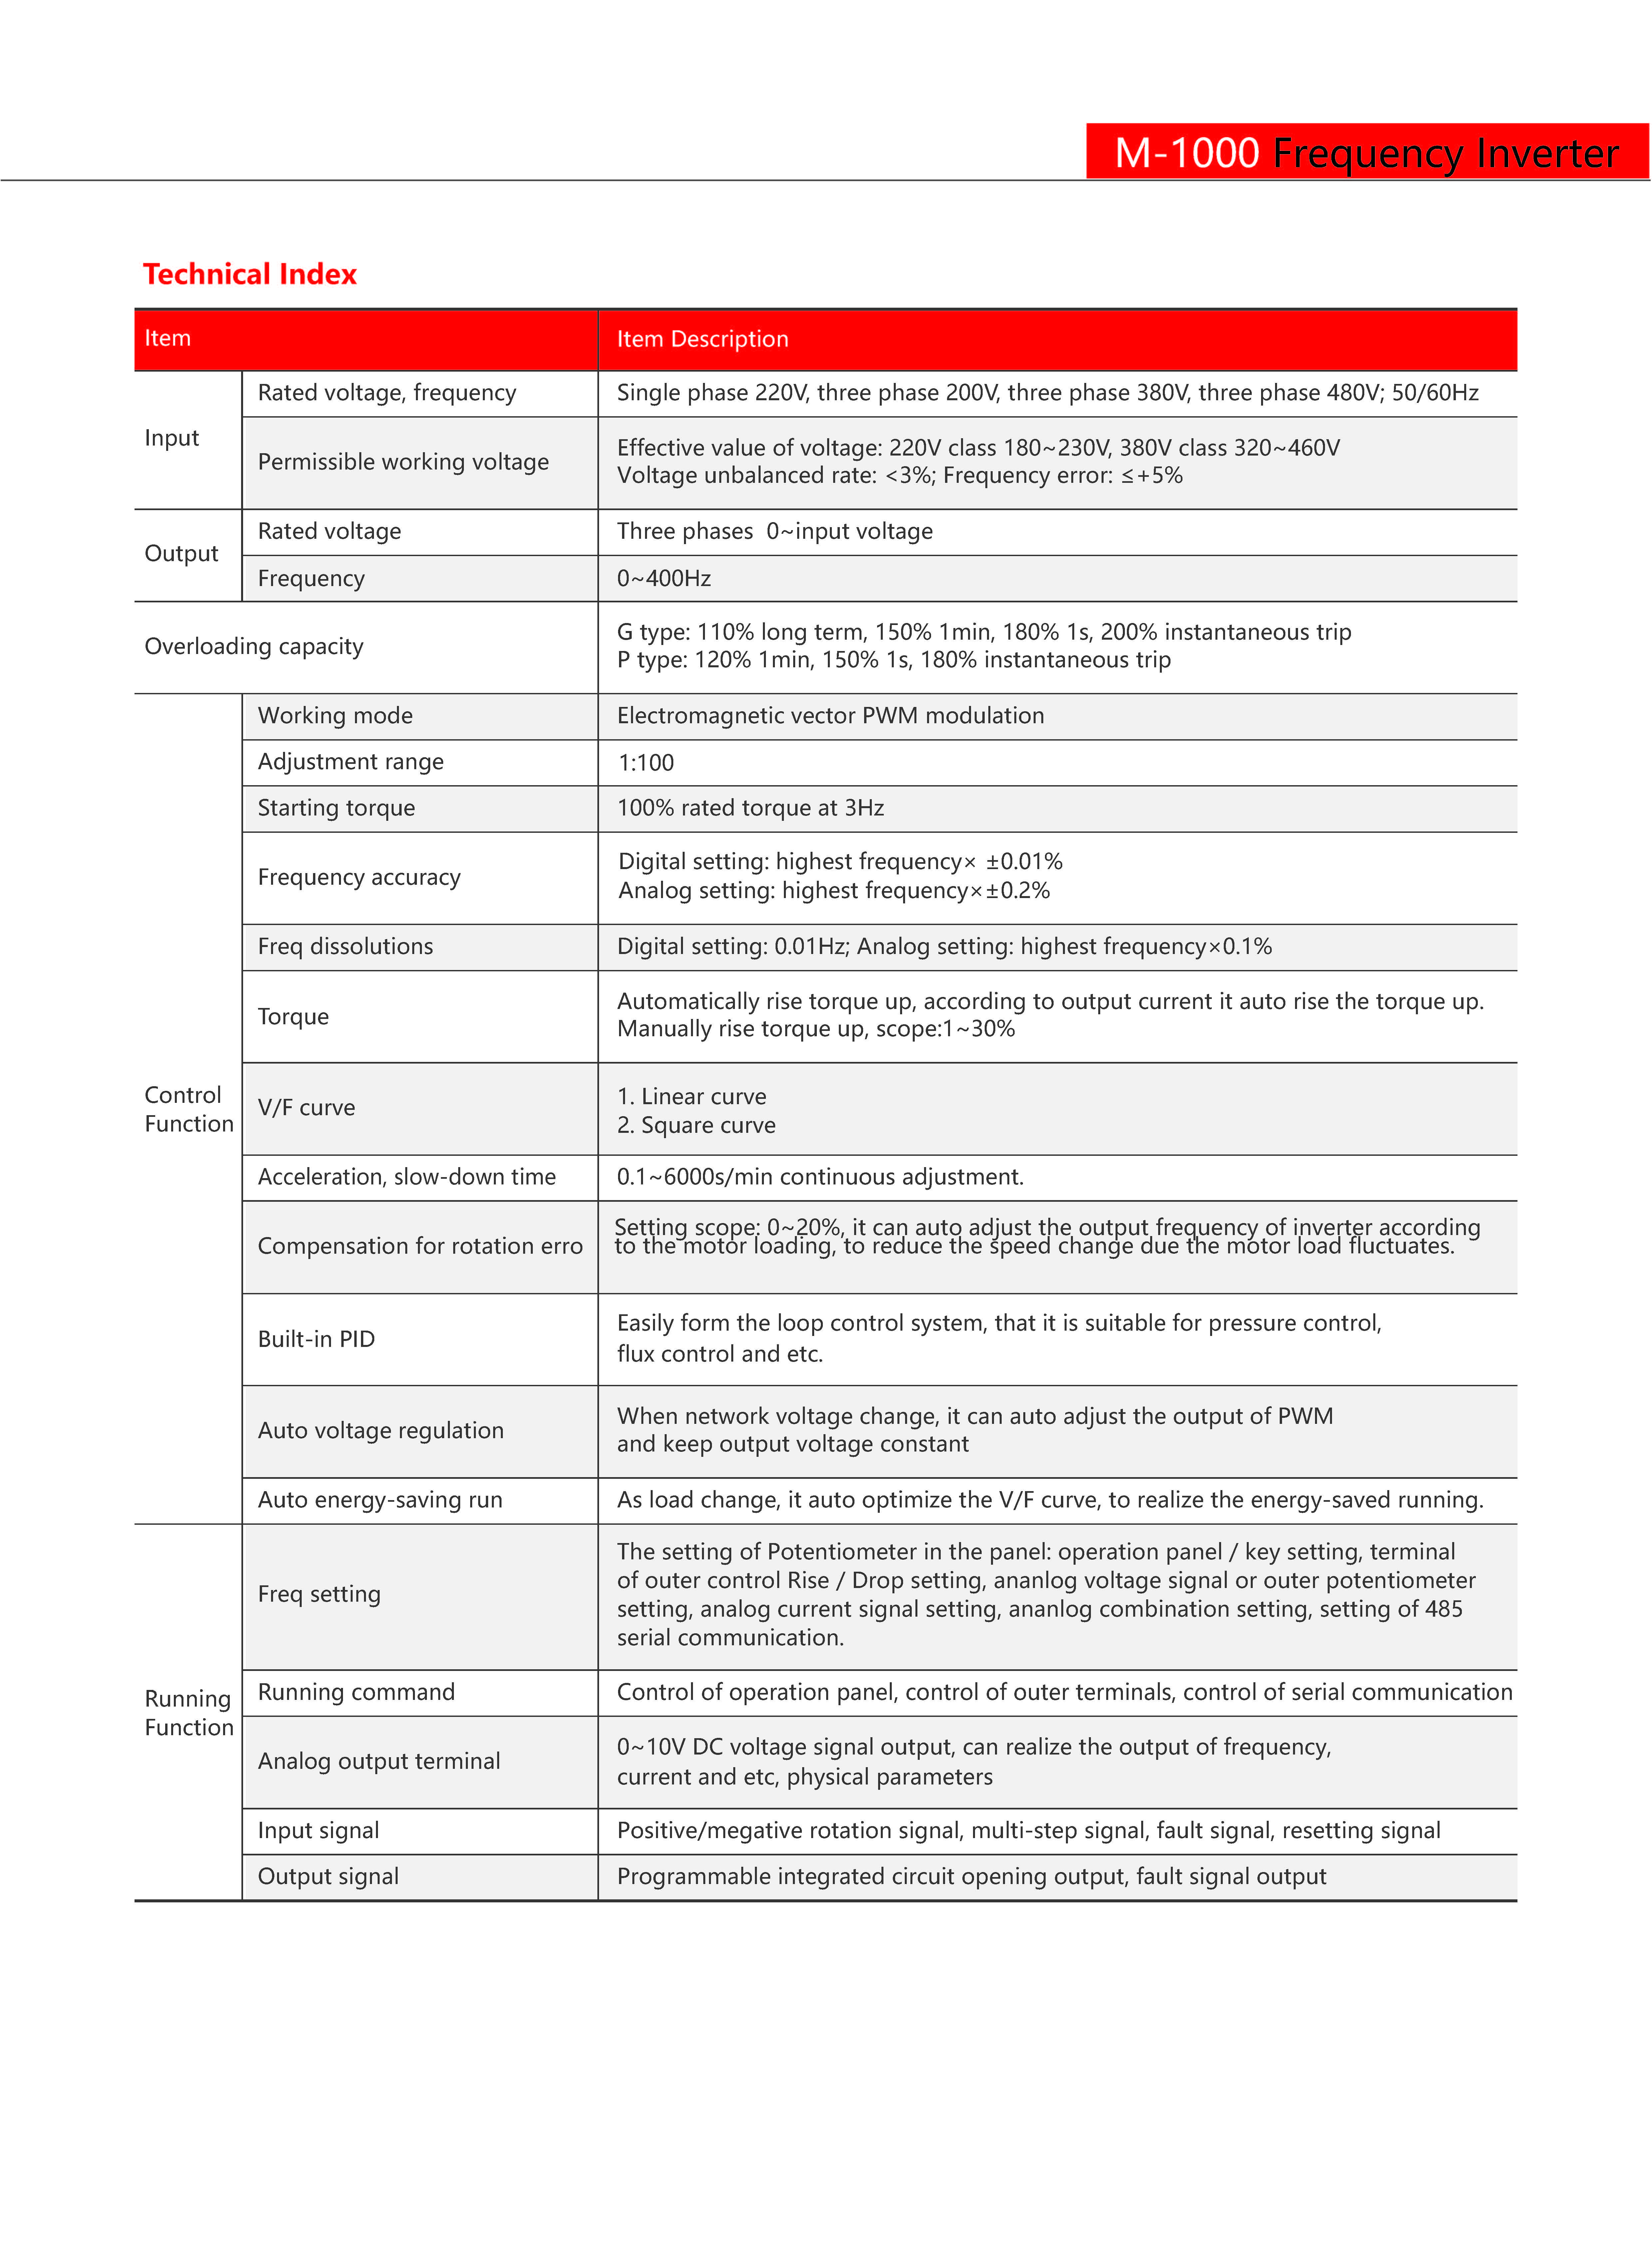 M-1000 Frequency Inverter
Technical Index
Item
Item Description
Input
Rated voltage, frequency
Single phase 220V, three phase 200V, three phase 380V, three phase 480V; 50/60Hz
Permissible working voltage
Effective value of voltage: 220V class 180~230V, 380V class 320~460V
Voltage unbalanced rate: <3%; Frequency error: ≤+5%
Output
Rated voltage
Three phases  0~input voltage
Frequency
0~400Hz
Overloading capacity
G type: 110% long term, 150% 1min, 180% 1s, 200% instantaneous trip
P type: 120% 1min, 150% 1s, 180% instantaneous trip
Control
Function
Working mode
Electromagnetic vector PWM modulation
Adjustment range
1:100
Starting torque
100% rated torque at 3Hz
Frequency accuracy
Digital setting: highest frequency× ±0.01%
Analog setting: highest frequency×±0.2%
Freq dissolutions
Digital setting: 0.01Hz; Analog setting: highest frequency×0.1%
Torque
Automatically rise torque up, according to output current it auto rise the torque up.
Manually rise torque up, scope:1~30%
V/F curve
1. Linear curve
2. Square curve
Acceleration, slow-down time
0.1~6000s/min continuous adjustment.
Compensation for rotation erro
Setting scope: 0~20%, it can auto adjust the output frequency of inverter according
to the motor loading, to reduce the speed change due the motor load fluctuates.
Built-in PID
Easily form the loop control system, that it is suitable for pressure control,
flux control and etc.
Auto voltage regulation
When network voltage change, it can auto adjust the output of PWM
and keep output voltage constant
Auto energy-saving run
As load change, it auto optimize the V/F curve, to realize the energy-saved running.
Running
Function
Freq setting
The setting of Potentiometer in the panel: operation panel / key setting, terminal
of outer control Rise / Drop setting, ananlog voltage signal or outer potentiometer
setting, analog current signal setting, ananlog combination setting, setting of 485
serial communication.
Running command
Control of operation panel, control of outer terminals, control of serial communication
Analog output terminal
0~10V DC voltage signal output, can realize the output of frequency,
current and etc, physical parameters
Input signal
Positive/megative rotation signal, multi-step signal, fault signal, resetting signal
Output signal
Programmable integrated circuit opening output, fault signal output